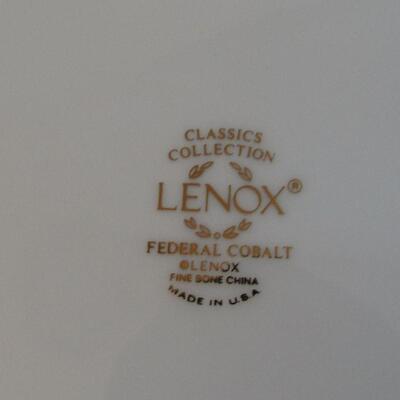 CLASSICS
COLLECTION
LENOX®
FEDERAL COBALT
©LENOX
FINE BONE CHINA
MADE IN U.S.A